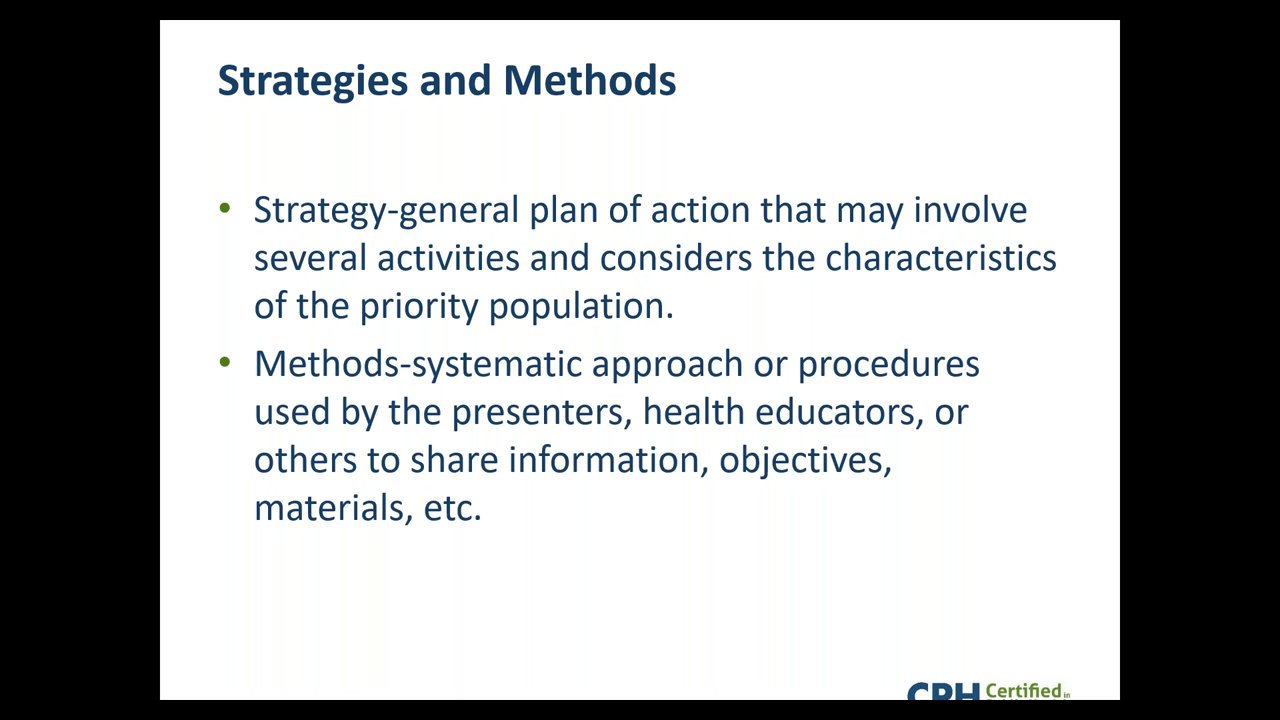 Strategies and Methods
• Strategy-general plan of action that may involve
several activities and considers the characteristics
of the priority population.
• Methods-systematic approach or procedures
used by the presenters, health educators, or
others to share information, objectives,
materials, etc.
CPH Certified in